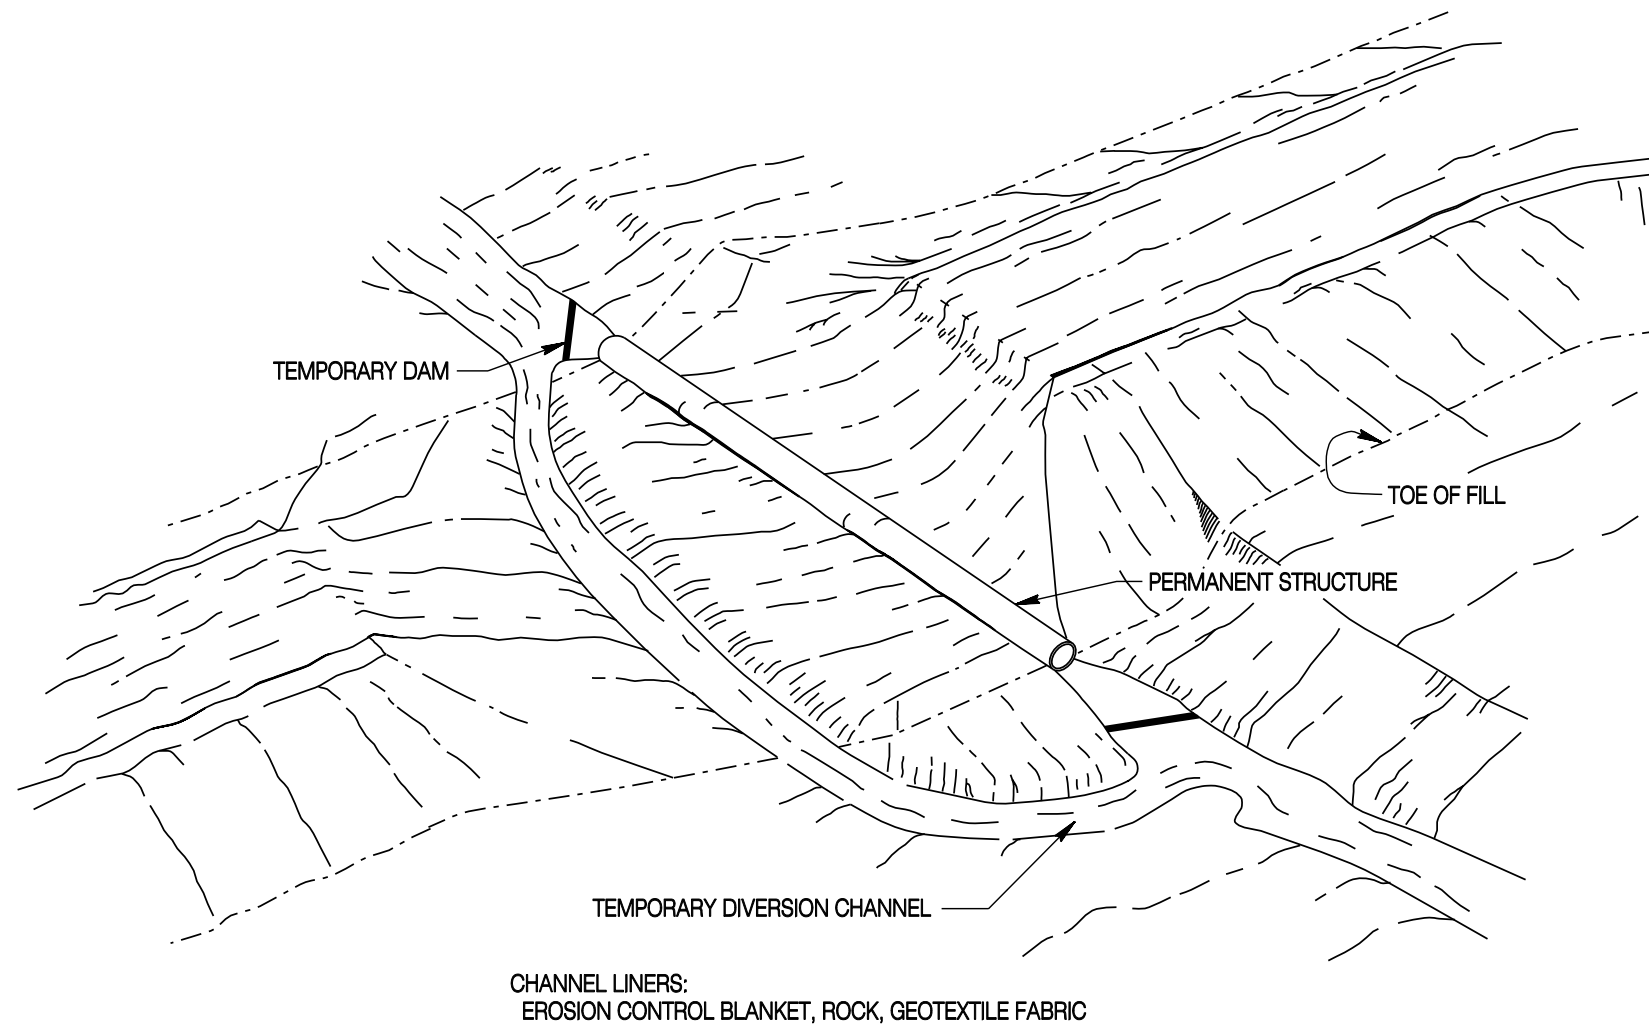 TEMPORARY DAM
TOE OF FILL
PERMANENT STRUCTURE
TEMPORARY DIVERSION CHANNEL
CHANNEL LINERS:
EROSION CONTROL BLANKET, ROCK, GEOTEXTILE FABRIC